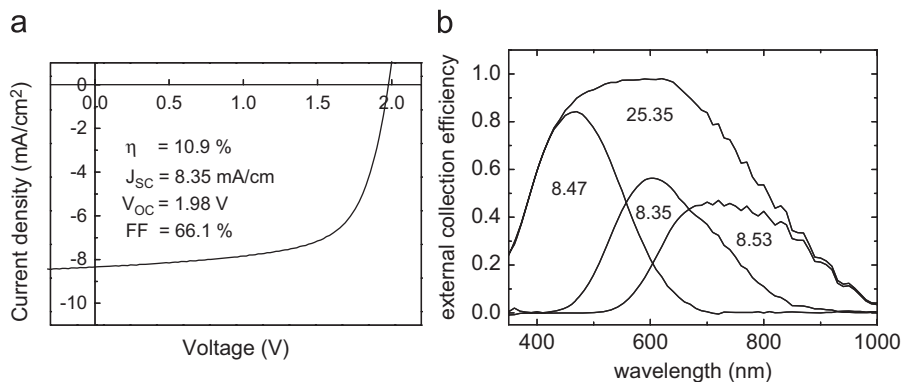 a
Current density (mA/cm²)
0
-2
-4
-6
-8
-10
0.0 0.5 1.0 1.5 2.0
η = 10.9 %
J_SC = 8.35 mA/cm
V_OC = 1.98 V
FF = 66.1 %
Voltage (V)
b
external collection efficiency
1.0
0.8
0.6
0.4
0.2
0.0
25.35
8.47
8.35
8.53
400 600 800 1000
wavelength (nm)